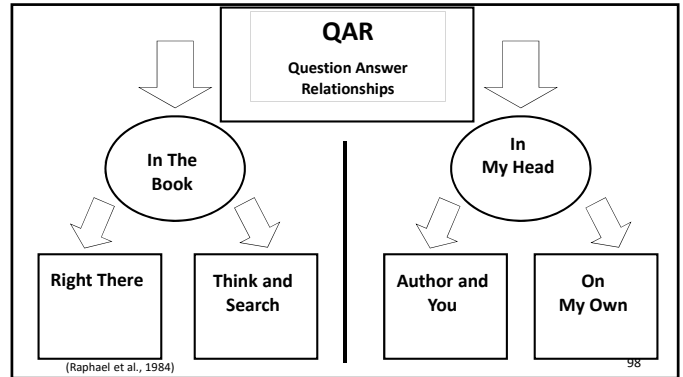 QAR
Question Answer
Relationships
In The
Book
In
My Head
Right There
Think and
Search
Author and
You
On
My Own
(Raphael et al., 1984)
98